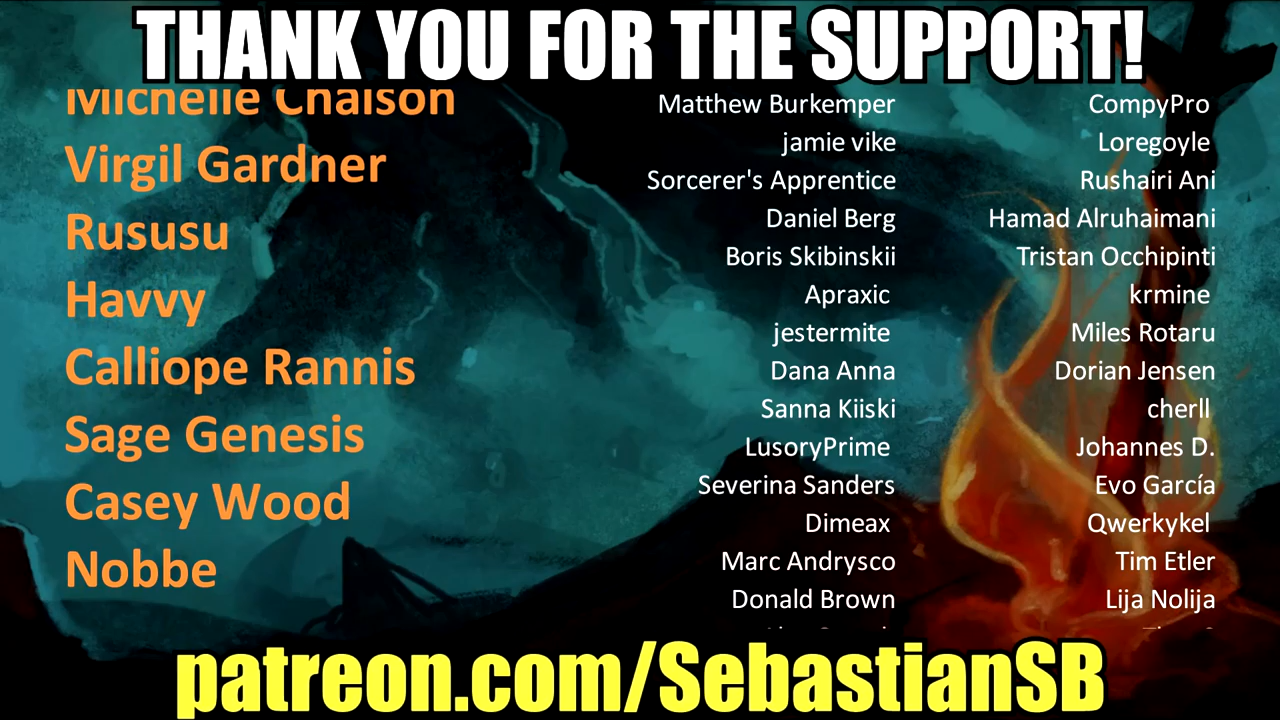 THANK YOU FOR THE SUPPORT!
Michelle Chaison
Virgil Gardner
Rususu
Havvy
Calliope Rannis
Sage Genesis
Casey Wood
Nobbe
Matthew Burkemper
jamie vike
Sorcerer's Apprentice
Daniel Berg
Boris Skibinskii
Apraxic
jestermite
Dana Anna
Sanna Kiiski
LusoryPrime
Severina Sanders
Dimeax
Marc Andrysco
Donald Brown
CompyPro
Loregoyle
Rushairi Ani
Hamad Alruhaimani
Tristan Occhipinti
krmine
Miles Rotaru
Dorian Jensen
cherll
Johannes D.
Evo García
Qwerkykel
Tim Etler
Lija Nolija
patreon.com/SebastianSB